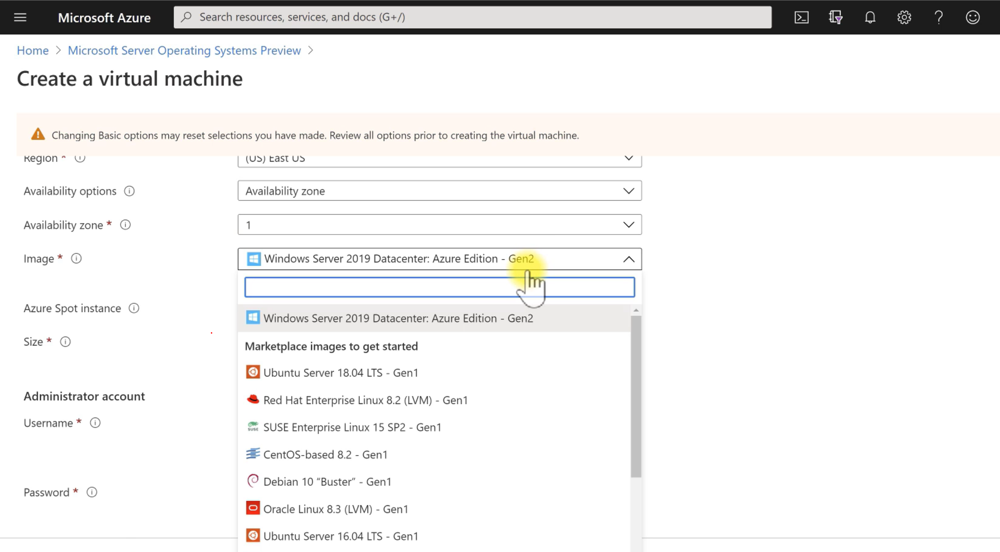 Microsoft Azure
Search resources, services, and docs (G+/)
Home > Microsoft Server Operating Systems Preview >
Create a virtual machine
Changing Basic options may reset selections you have made. Review all options prior to creating the virtual machine.
Region * (US) East US
Availability options Availability zone
Availability zone * 1
Image * Windows Server 2019 Datacenter: Azure Edition - Gen2
Azure Spot instance
Windows Server 2019 Datacenter: Azure Edition - Gen2
Size *
Marketplace images to get started
Ubuntu Server 18.04 LTS - Gen1
Administrator account
Red Hat Enterprise Linux 8.2 (LVM) - Gen1
Username *
SUSE SUSE Enterprise Linux 15 SP2 - Gen1
CentOS-based 8.2 - Gen1
Debian 10 “Buster” - Gen1
Password *
Oracle Linux 8.3 (LVM) - Gen1
Ubuntu Server 16.04 LTS - Gen1